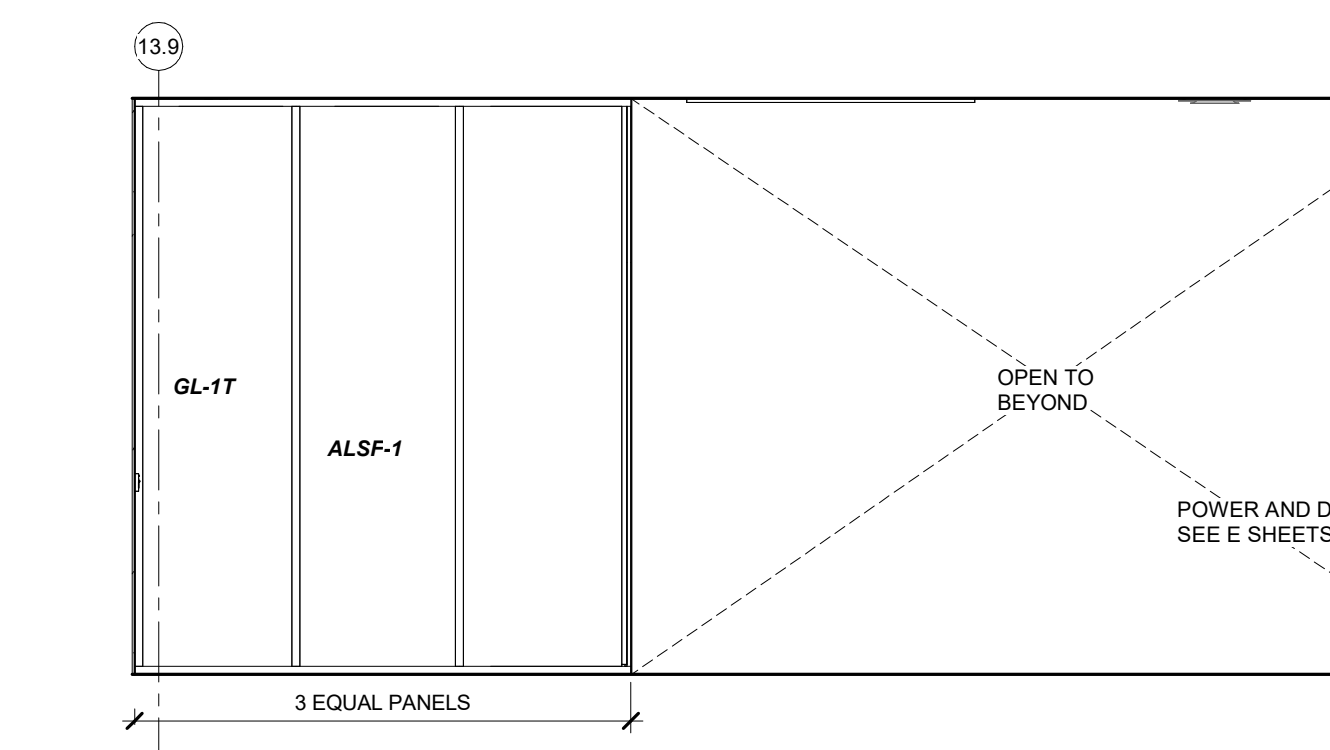 13.9
GL-1T
ALSF-1
OPEN TO
BEYOND
POWER AND D
SEE E SHEETS
3 EQUAL PANELS